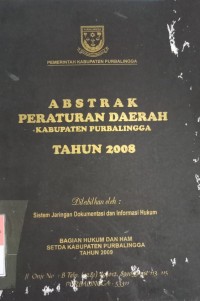 PEMERINTAH KABUPATEN PURBALINGGA
ABSTRAK
PERATURAN DAERAH
KABUPATEN PURBALINGGA
TAHUN 2008
Dihimpun oleh :
Sistem Jaringan Dokumentasi dan Informasi Hukum
BAGIAN HUKUM DAN HAM
SETDA KABUPATEN PURBALINGGA
TAHUN 2009